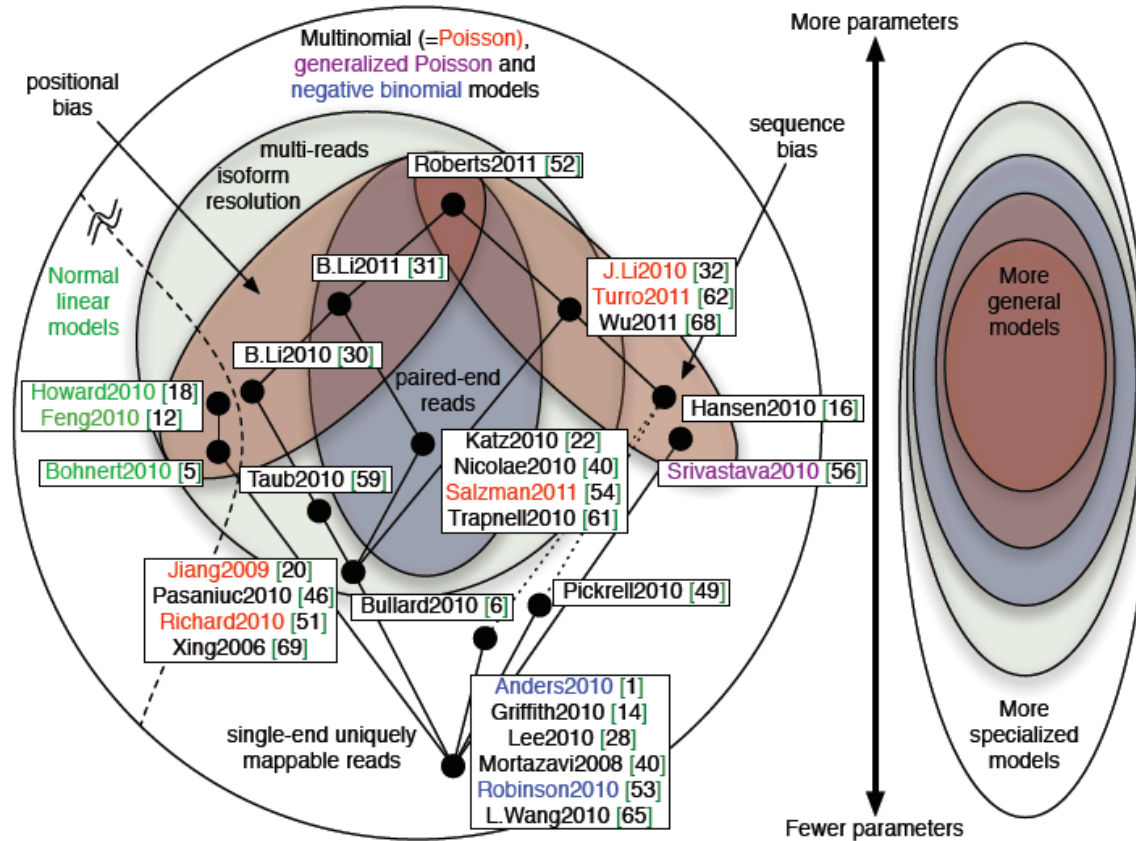 Multinomial (=Poisson),
generalized Poisson and
negative binomial models
More parameters
positional
bias
sequence
bias
multi-reads
isoform
resolution
Roberts2011 [52]
Normal
linear
models
B.Li2011 [31]
J.Li2010 [32]
Turro2011 [62]
Wu2011 [68]
More
general
models
B.Li2010 [30]
paired-end
reads
Howard2010 [18]
Feng2010 [12]
Hansen2010 [16]
Bohnert2010 [5]
Taub2010 [59]
Katz2010 [22]
Nicolae2010 [40]
Salzman2011 [54]
Trapnell2010 [61]
Srivastava2010 [56]
Jiang2009 [20]
Pasaniuc2010 [46]
Richard2010 [51]
Xing2006 [69]
Bullard2010 [6]
Pickrell2010 [49]
single-end uniquely
mappable reads
Anders2010 [1]
Griffith2010 [14]
Lee2010 [28]
Mortazavi2008 [40]
Robinson2010 [53]
L.Wang2010 [65]
More
specialized
models
Fewer parameters